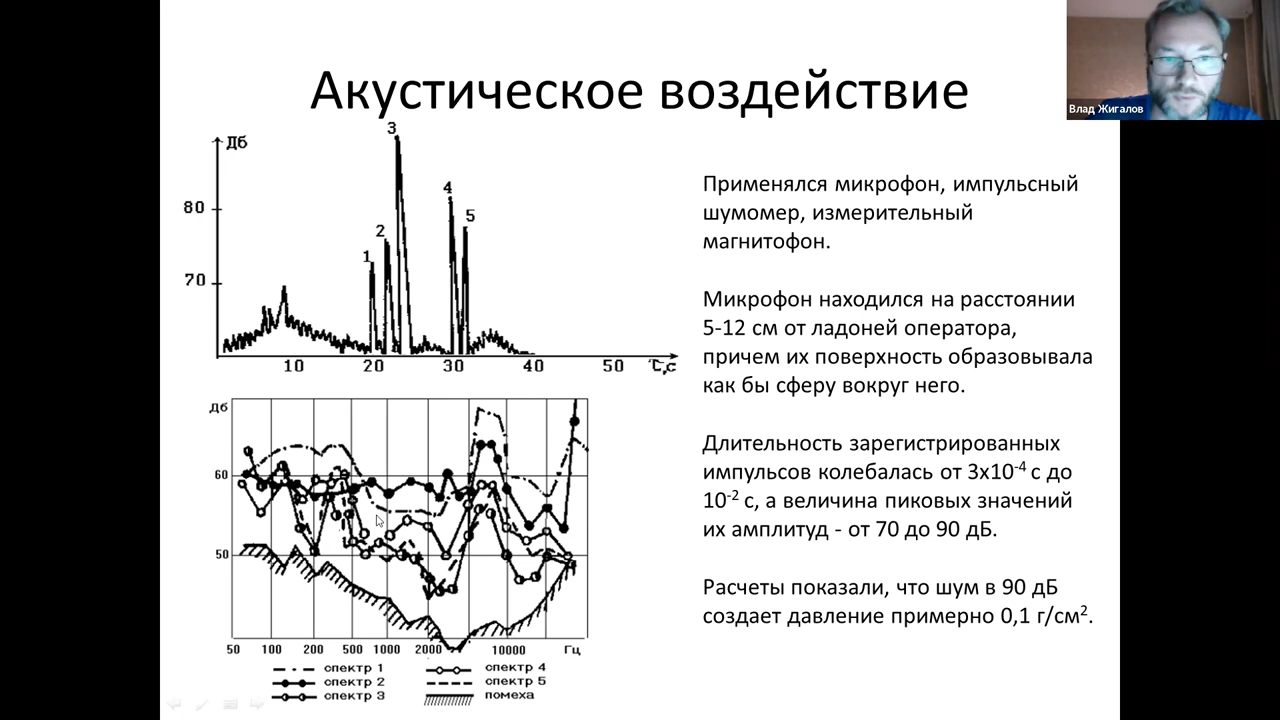 Акустическое воздействие
Влад Жигалов
Дб
80
70
1
2
3
4
5
10 20 30 40 50 τ,с
Применялся микрофон, импульсный
шумомер, измерительный
магнитофон.
Микрофон находился на расстоянии
5-12 см от ладоней оператора,
причем их поверхность образовывала
как бы сферу вокруг него.
Длительность зарегистрированных
импульсов колебалась от 3х10⁻⁴ с до
10⁻² с, а величина пиковых значений
их амплитуд - от 70 до 90 дБ.
Расчеты показали, что шум в 90 дБ
создает давление примерно 0,1 г/см².
Дб
60
50
50 100 200 500 1000 2000 10000 Гц
спектр 1
спектр 2
спектр 3
спектр 4
спектр 5
помеха